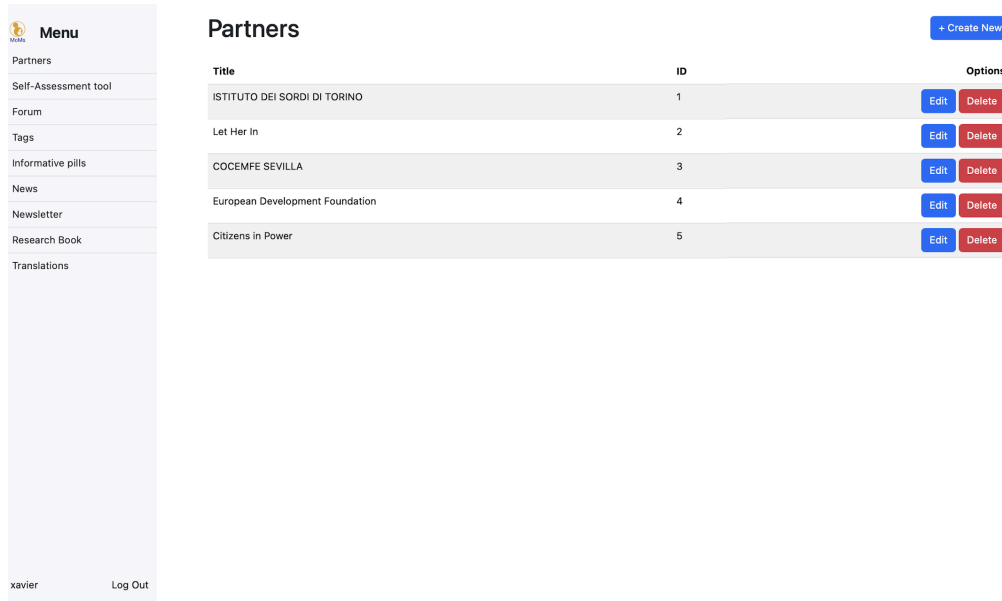 MoMs
Menu
Partners
Self-Assessment tool
Forum
Tags
Informative pills
News
Newsletter
Research Book
Translations
xavier Log Out
Partners
+ Create New
Title ID Options
ISTITUTO DEI SORDI DI TORINO 1 Edit Delete
Let Her In 2 Edit Delete
COCEMFE SEVILLA 3 Edit Delete
European Development Foundation 4 Edit Delete
Citizens in Power 5 Edit Delete